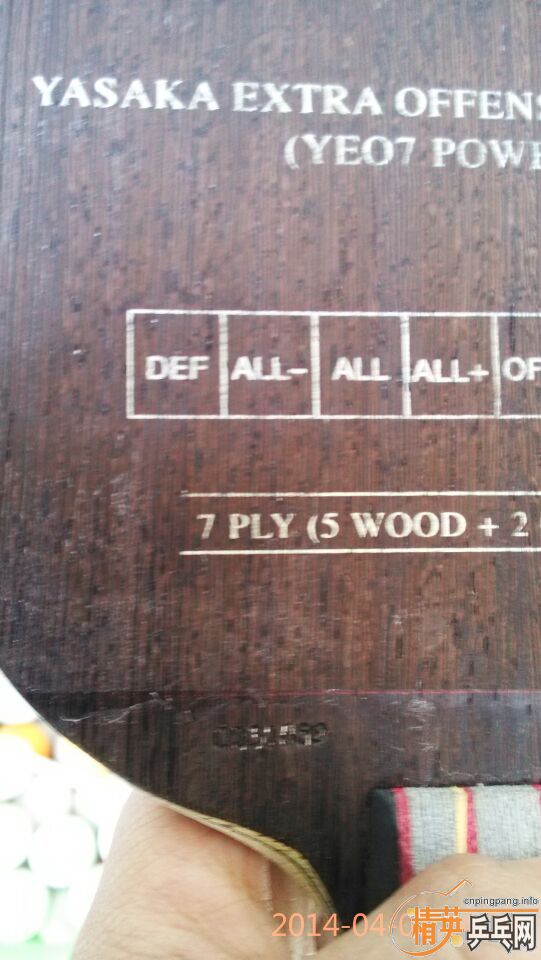 YASAKA EXTRA OFFENS
(YEO7 POWE
DEF ALL- ALL ALL+ OF
7 PLY (5 WOOD + 2
2014-04-0
cnpingpang.info
精英乒乓网